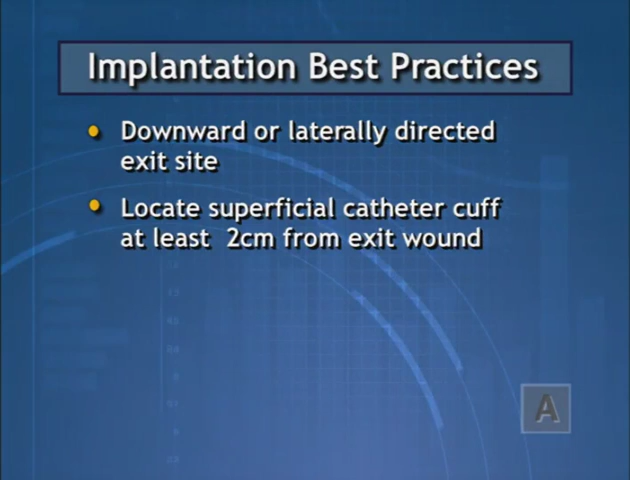 Implantation Best Practices
• Downward or laterally directed
exit site
• Locate superficial catheter cuff
at least 2cm from exit wound
A